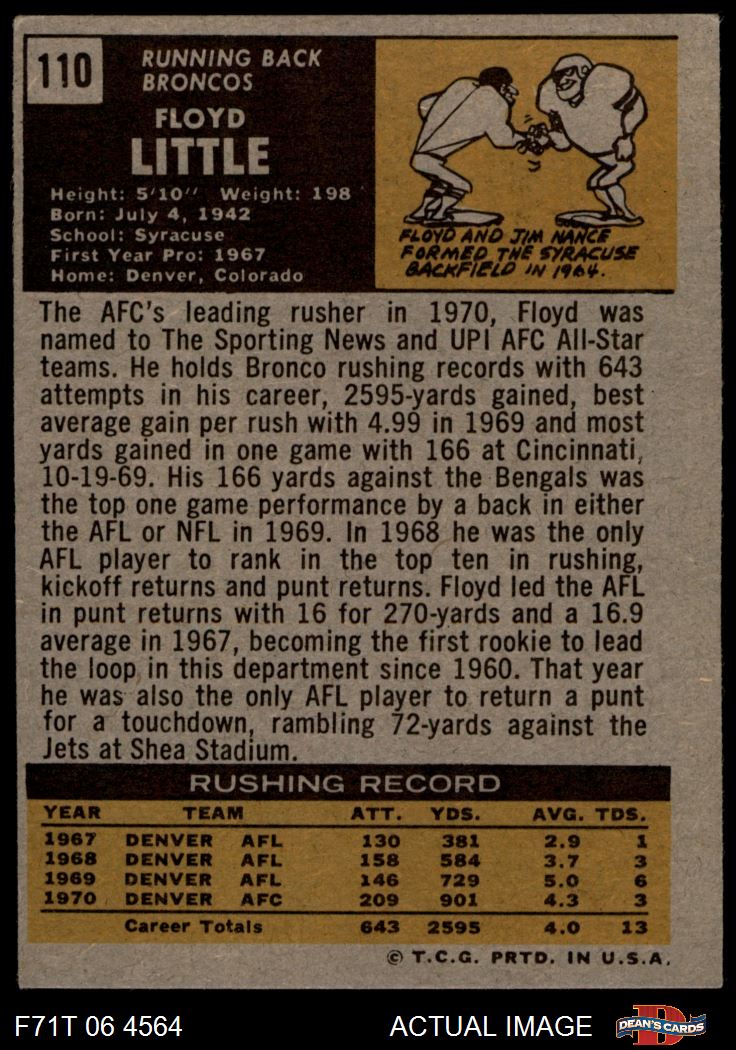 110
RUNNING BACK
BRONCOS
FLOYD
LITTLE
Height: 5'10" Weight: 198
Born: July 4, 1942
School: Syracuse
First Year Pro: 1967
Home: Denver, Colorado
FLOYD AND JIM NANCE
FORMED THE SYRACUSE
BACKFIELD IN 1964.
The AFC's leading rusher in 1970, Floyd was
named to The Sporting News and UPI AFC All-Star
teams. He holds Bronco rushing records with 643
attempts in his career, 2595-yards gained, best
average gain per rush with 4.99 in 1969 and most
yards gained in one game with 166 at Cincinnati,
10-19-69. His 166 yards against the Bengals was
the top one game performance by a back in either
the AFL or NFL in 1969. In 1968 he was the only
AFL player to rank in the top ten in rushing,
kickoff returns and punt returns. Floyd led the AFL
in punt returns with 16 for 270-yards and a 16.9
average in 1967, becoming the first rookie to lead
the loop in this department since 1960. That year
he was also the only AFL player to return a punt
for a touchdown, rambling 72-yards against the
Jets at Shea Stadium.
RUSHING RECORD
YEAR TEAM ATT. YDS. AVG. TDS.
1967 DENVER AFL 130 381 2.9 1
1968 DENVER AFL 158 584 3.7 3
1969 DENVER AFL 146 729 5.0 6
1970 DENVER AFC 209 901 4.3 3
Career Totals 643 2595 4.0 13
© T.C.G. PRTD. IN U.S.A.
F71T 06 4564 ACTUAL IMAGE D DEAN'S CARDS